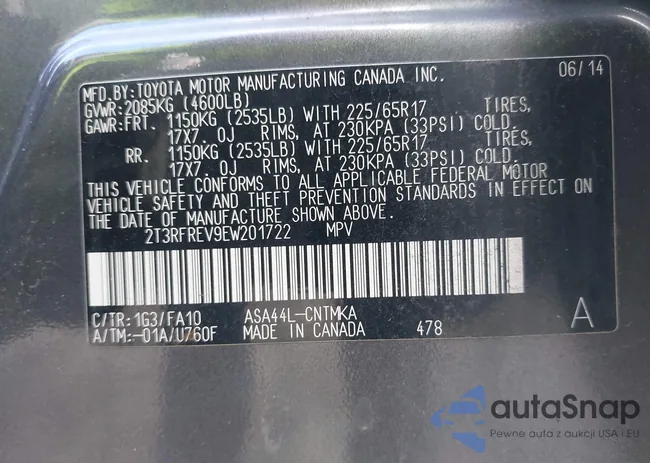 MFD. BY: TOYOTA MOTOR MANUFACTURING CANADA INC. 06/14
GVWR: 2085KG (4600LB)
GAWR: FRT. 1150KG (2535LB) WITH 225/65R17 TIRES,
17X7.0J RIMS, AT 230KPA (33PSI) COLD.
RR. 1150KG (2535LB) WITH 225/65R17 TIRES,
17X7.0J RIMS, AT 230KPA (33PSI) COLD.
THIS VEHICLE CONFORMS TO ALL APPLICABLE FEDERAL MOTOR
VEHICLE SAFETY AND THEFT PREVENTION STANDARDS IN EFFECT ON
THE DATE OF MANUFACTURE SHOWN ABOVE.
2T3RFREV9EW201722 MPV
C/TR: 1G3/FA10 ASA44L-CNTMKA A
A/TM: -01A/U760F MADE IN CANADA 478
autaSnap
Pewne auta z aukcji USA i EU